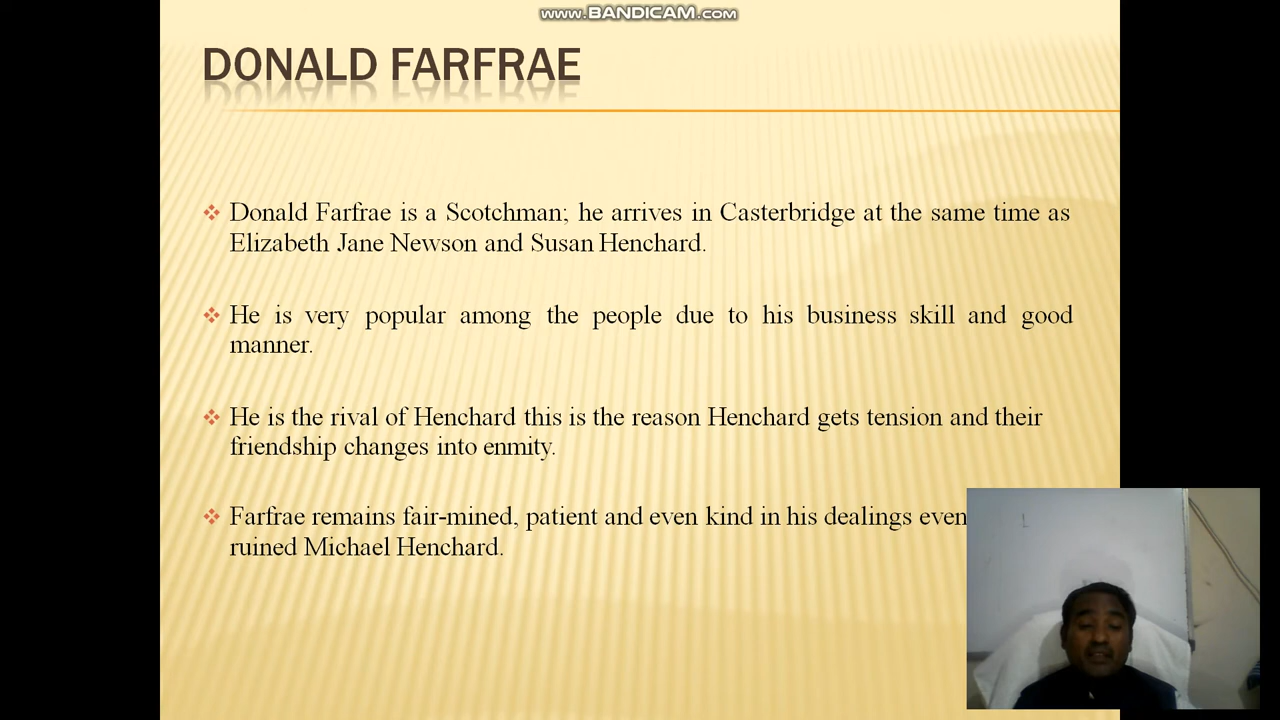 www.BANDICAM.com
DONALD FARFRAE
Donald Farfrae is a Scotchman; he arrives in Casterbridge at the same time as
Elizabeth Jane Newson and Susan Henchard.
He is very popular among the people due to his business skill and good
manner.
He is the rival of Henchard this is the reason Henchard gets tension and their
friendship changes into enmity.
Farfrae remains fair-mined, patient and even kind in his dealings even
ruined Michael Henchard.